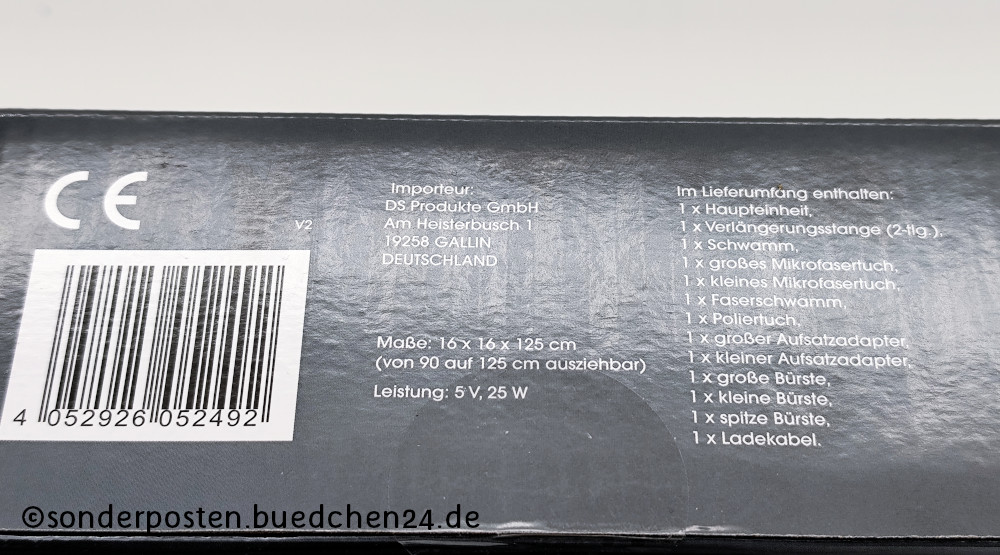 CE
V2
4 052926 052492
Importeur:
DS Produkte GmbH
Am Heisterbusch 1
19258 GALLIN
DEUTSCHLAND
Maße: 16 x 16 x 125 cm
(von 90 auf 125 cm ausziehbar)
Leistung: 5 V, 25 W
Im Lieferumfang enthalten:
1 x Haupteinheit,
1 x Verlängerungsstange (2-tlg.),
1 x Schwamm,
1 x großes Mikrofasertuch,
1 x kleines Mikrofasertuch,
1 x Faserschwamm,
1 x Poliertuch,
1 x großer Aufsatzadapter,
1 x kleiner Aufsatzadapter,
1 x große Bürste,
1 x kleine Bürste,
1 x spitze Bürste,
1 x Ladekabel.
©sonderposten.buedchen24.de